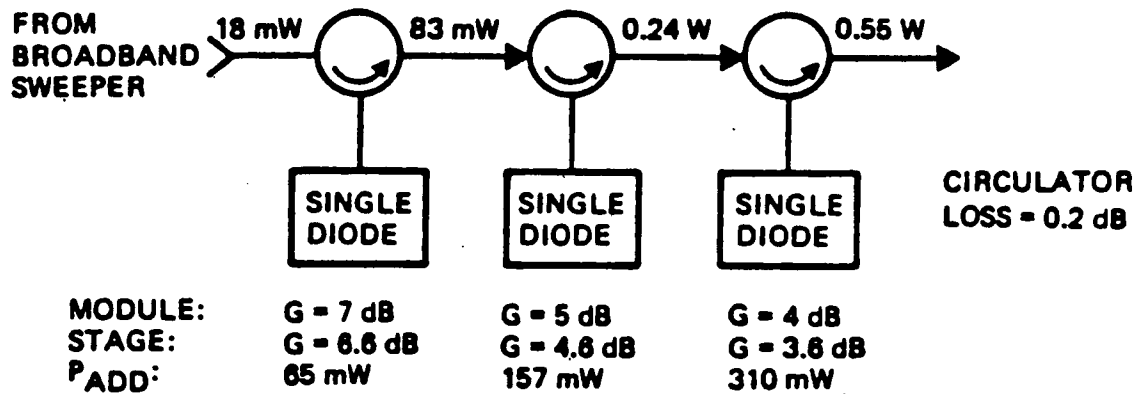 FROM
BROADBAND
SWEEPER
18 mW
83 mW
0.24 W
0.55 W
SINGLE
DIODE
SINGLE
DIODE
SINGLE
DIODE
CIRCULATOR
LOSS = 0.2 dB
MODULE: G = 7 dB G = 5 dB G = 4 dB
STAGE: G = 6.6 dB G = 4.6 dB G = 3.6 dB
PADD: 65 mW 157 mW 310 mW